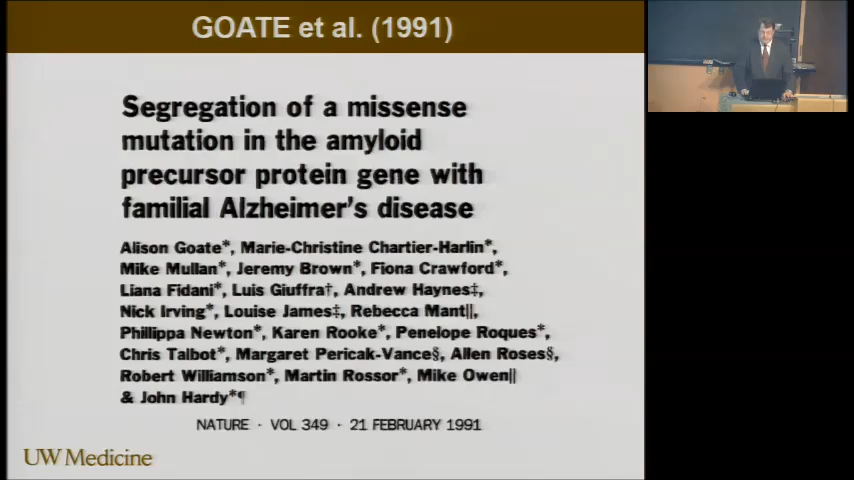 GOATE et al. (1991)
Segregation of a missense
mutation in the amyloid
precursor protein gene with
familial Alzheimer's disease
Alison Goate*, Marie-Christine Chartier-Harlin*,
Mike Mullan*, Jeremy Brown*, Fiona Crawford*,
Liana Fidani*, Luis Giuffra†, Andrew Haynes‡,
Nick Irving*, Louise James‡, Rebecca Mant||,
Phillippa Newton*, Karen Rooke*, Penelope Roques*,
Chris Talbot*, Margaret Pericak-Vance§, Allen Roses§,
Robert Williamson*, Martin Rossor*, Mike Owen||
& John Hardy*¶
NATURE · VOL 349 · 21 FEBRUARY 1991
UW Medicine